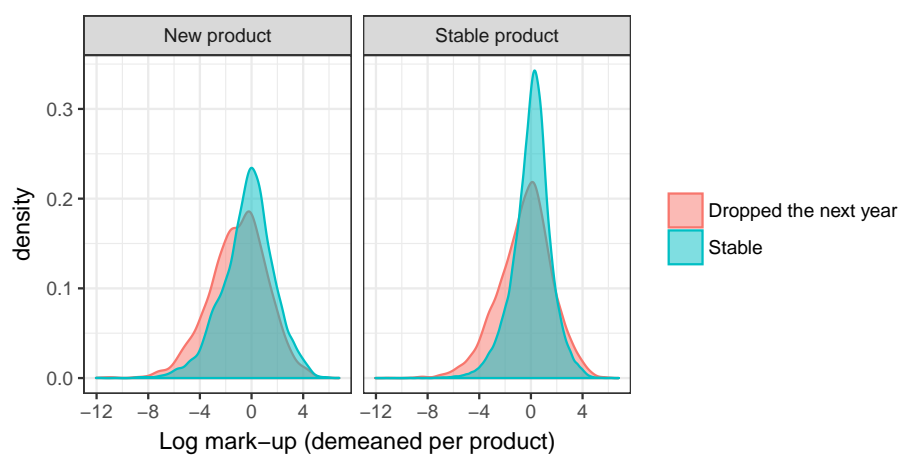 New product
Stable product
density
0.3
0.2
0.1
0.0
−12 −8 −4 0 4
−12 −8 −4 0 4
Log mark−up (demeaned per product)
Dropped the next year
Stable